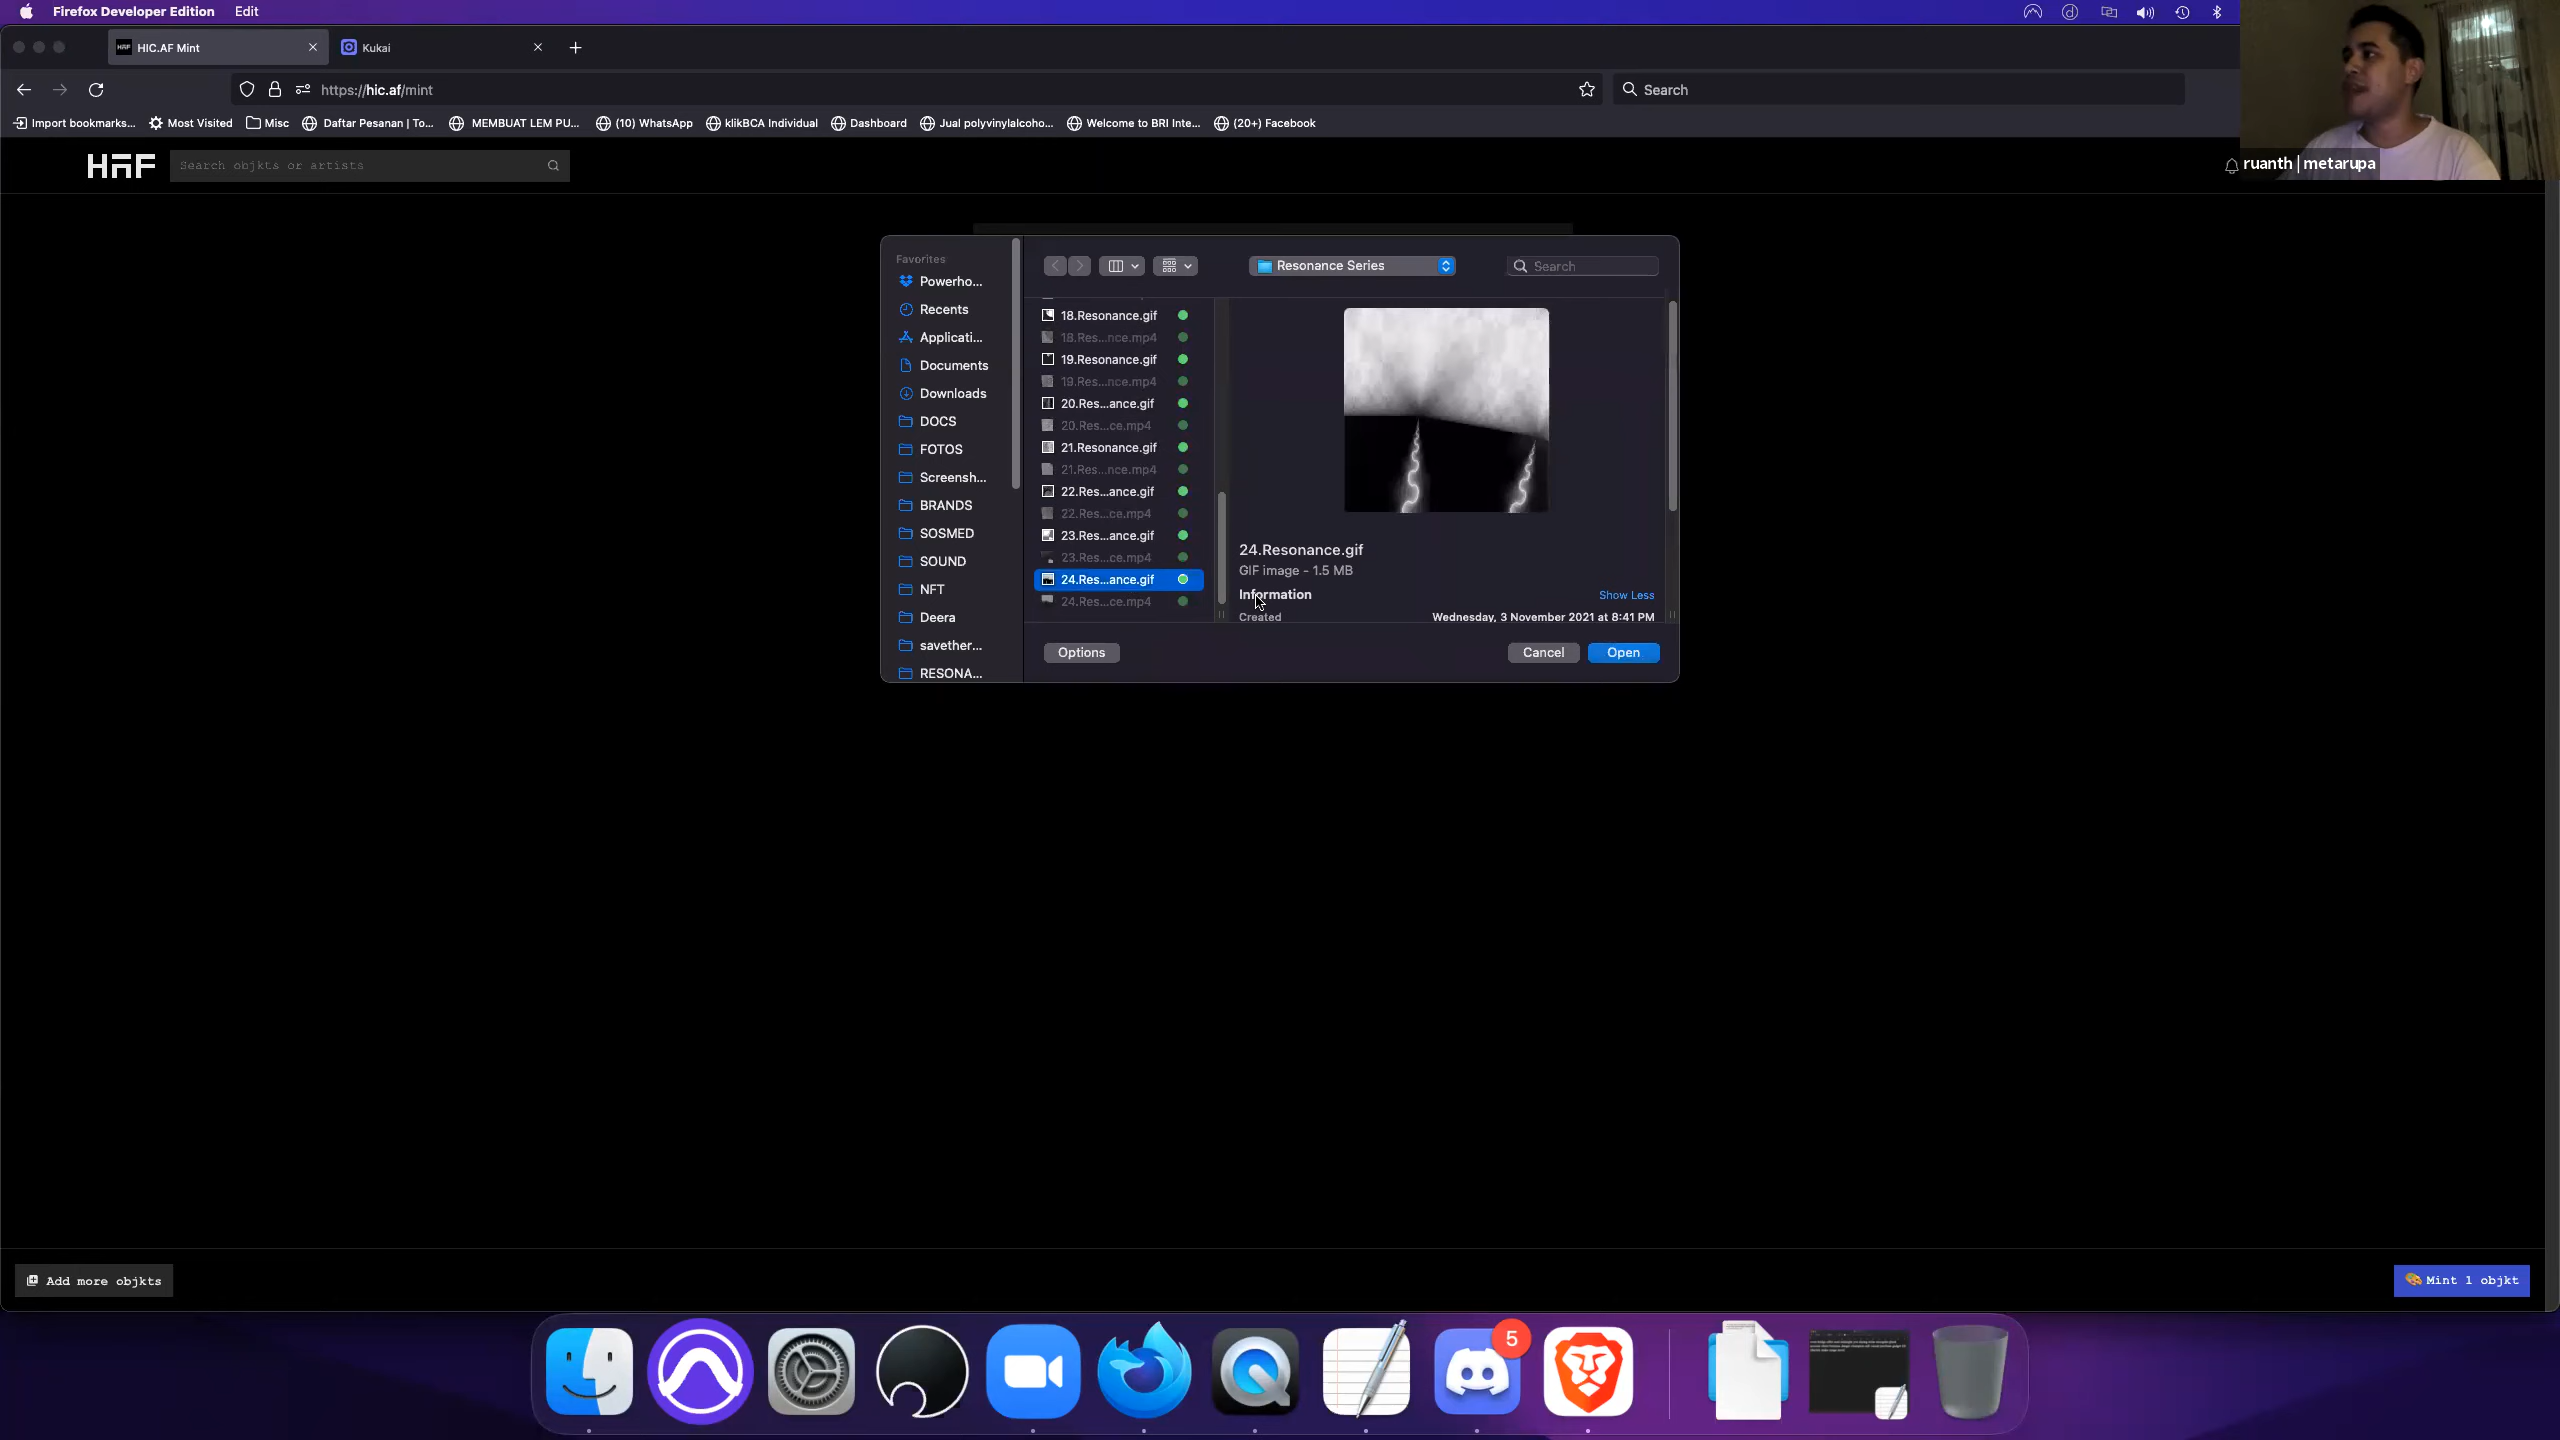 Firefox Developer Edition Edit
HIC.AF Mint
Kukai
https://hic.af/mint
Search
Import bookmarks...
Most Visited
Misc
Daftar Pesanan | To...
MEMBUAT LEM PU...
(10) WhatsApp
klikBCA Individual
Dashboard
Jual polyvinylalcoho...
Welcome to BRI Inte...
(20+) Facebook
HAF
Search objkts or artists
ruanth | metarupa
Favorites
Powerho...
Recents
Applicati...
Documents
Downloads
DOCS
FOTOS
Screensh...
BRANDS
SOSMED
SOUND
NFT
Deera
savether...
RESONA...
Resonance Series
Search
18.Resonance.gif
18.Res...nce.mp4
19.Resonance.gif
19.Res...nce.mp4
20.Res...ance.gif
20.Res...ce.mp4
21.Resonance.gif
21.Res...nce.mp4
22.Res...ance.gif
22.Res...ce.mp4
23.Res...ance.gif
23.Res...ce.mp4
24.Res...ance.gif
24.Res...ce.mp4
24.Resonance.gif
GIF image - 1.5 MB
Information Show Less
Created Wednesday, 3 November 2021 at 8:41 PM
Options Cancel Open
Add more objkts
Mint 1 objkt
5